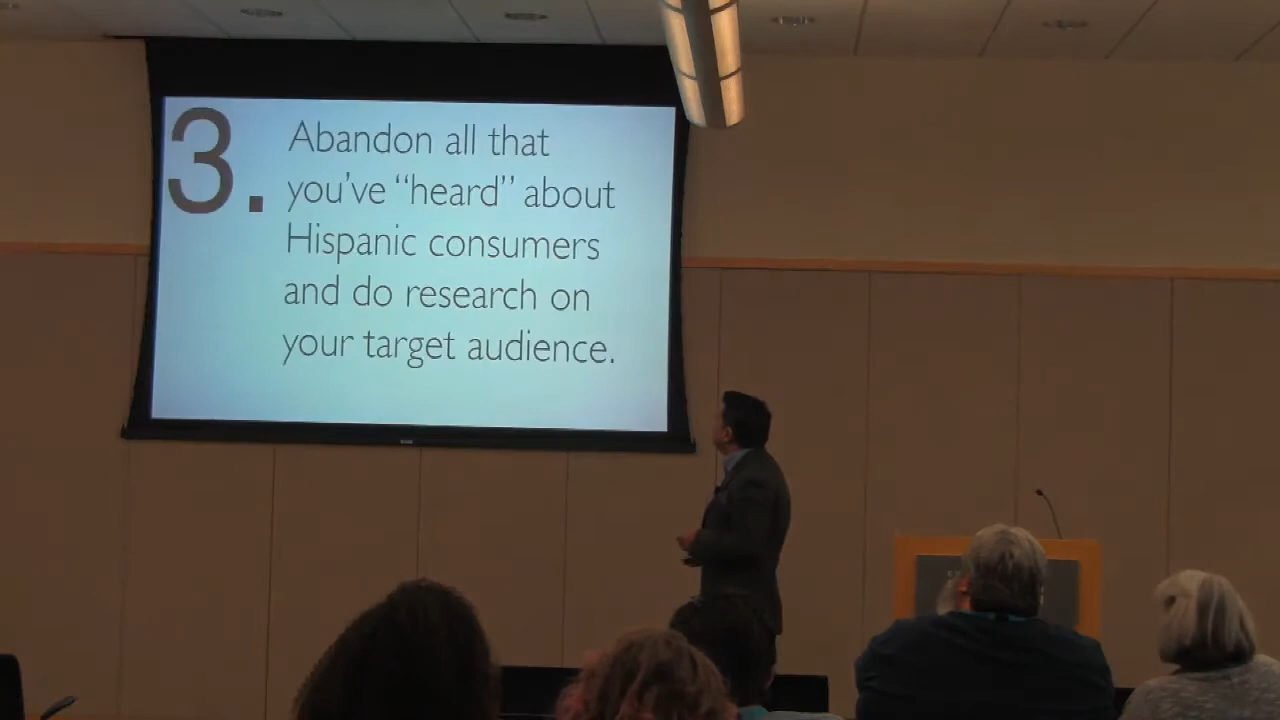 3.
Abandon all that
you've “heard” about
Hispanic consumers
and do research on
your target audience.